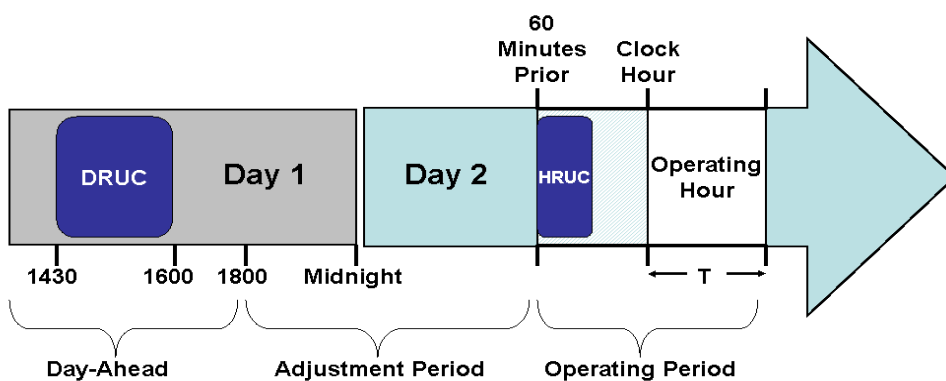 60
Minutes
Prior
Clock
Hour
DRUC
Day 1
Day 2
HRUC
Operating
Hour
1430
1600
1800
Midnight
T
Day-Ahead
Adjustment Period
Operating Period